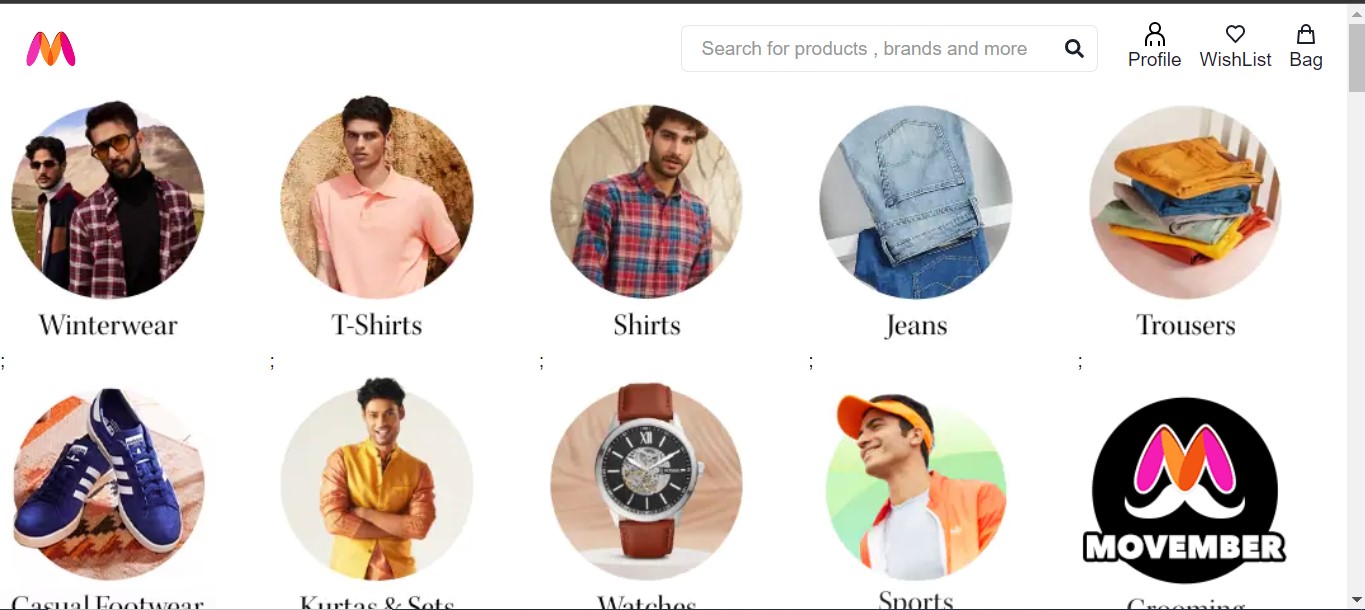 Search for products , brands and more
Profile WishList Bag
Winterwear T-Shirts Shirts Jeans Trousers
; ; ; ; ;
MOVEMBER
Casual Footwear Kurtas & Sets Watches Sports Grooming